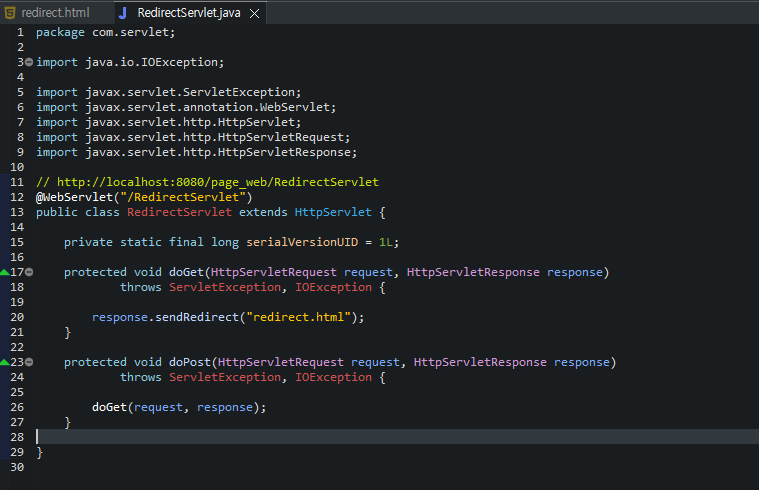 redirect.html RedirectServlet.java
1 package com.servlet;
2
3 import java.io.IOException;
4
5 import javax.servlet.ServletException;
6 import javax.servlet.annotation.WebServlet;
7 import javax.servlet.http.HttpServlet;
8 import javax.servlet.http.HttpServletRequest;
9 import javax.servlet.http.HttpServletResponse;
10
11 // http://localhost:8080/page_web/RedirectServlet
12 @WebServlet("/RedirectServlet")
13 public class RedirectServlet extends HttpServlet {
14
15     private static final long serialVersionUID = 1L;
16
17     protected void doGet(HttpServletRequest request, HttpServletResponse response)
18             throws ServletException, IOException {
19
20         response.sendRedirect("redirect.html");
21     }
22
23     protected void doPost(HttpServletRequest request, HttpServletResponse response)
24             throws ServletException, IOException {
25
26         doGet(request, response);
27     }
28
29 }
30